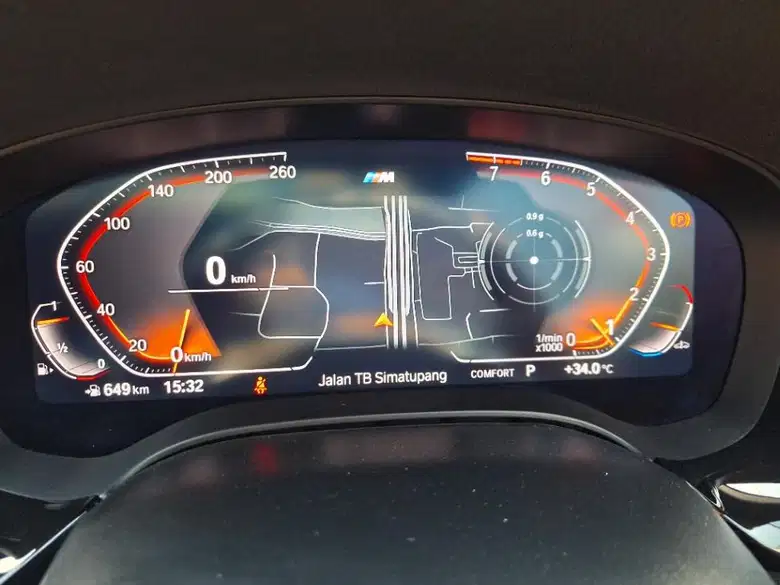 260
200
140
100
60
40
20
0 km/h
0 km/h
M
7
6
5
4
3
2
1
0
1/min
x1000
0.9 g
0.6 g
P
1
1/2
0
649 km
15:32
Jalan TB Simatupang
COMFORT P
+34.0 °C